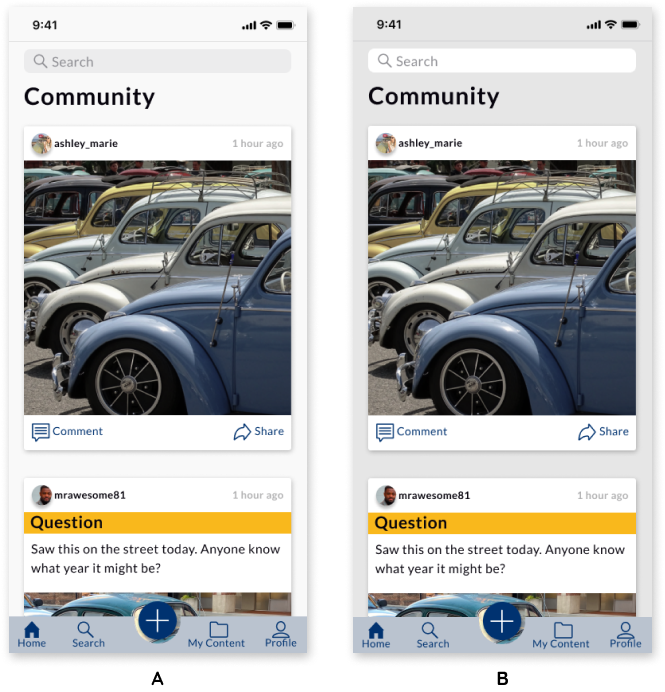 9:41
Search
Community
ashley_marie 1 hour ago
Comment Share
mrawesome81 1 hour ago
Question
Saw this on the street today. Anyone know
what year it might be?
Home Search My Content Profile
A
9:41
Search
Community
ashley_marie 1 hour ago
Comment Share
mrawesome81 1 hour ago
Question
Saw this on the street today. Anyone know
what year it might be?
Home Search My Content Profile
B